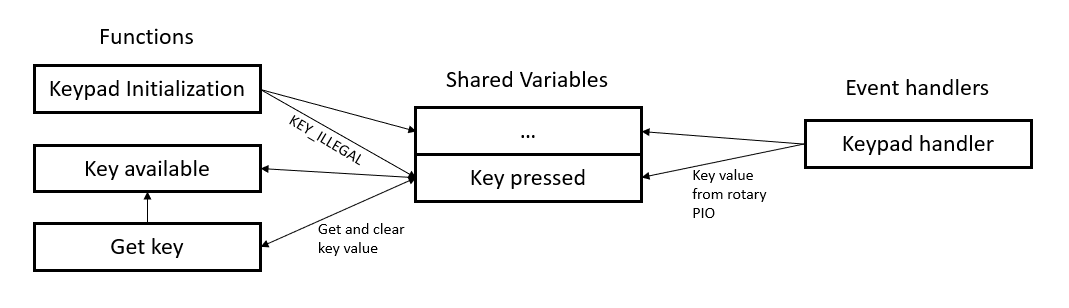 Functions
Keypad Initialization
KEY_ILLEGAL
Key available
Get key
Get and clear
key value
Shared Variables
...
Key pressed
Event handlers
Keypad handler
Key value
from rotary
PIO